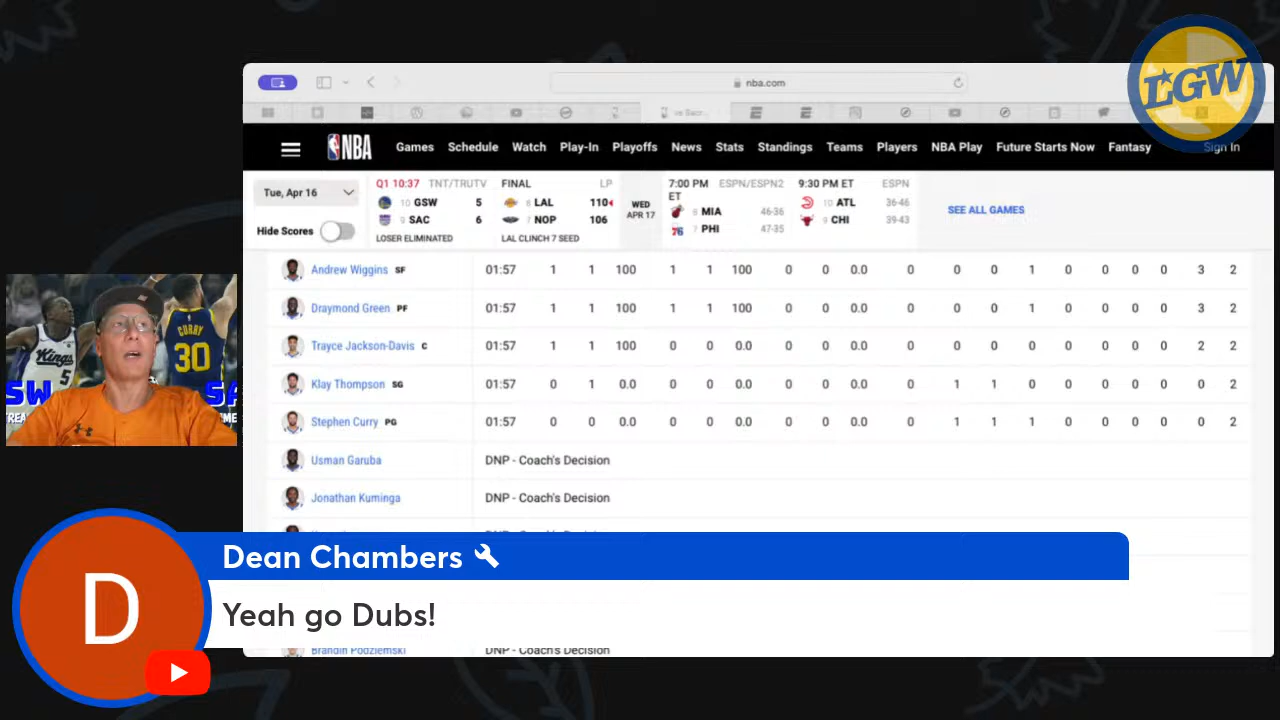 LGW
nba.com
vs Sacr...
NBA Games Schedule Watch Play-In Playoffs News Stats Standings Teams Players NBA Play Future Starts Now Fantasy Sign In
Tue, Apr 16
Hide Scores
Q1 10:37 TNT/TRUTV
10 GSW 5
9 SAC 6
LOSER ELIMINATED
FINAL LP
8 LAL 110
7 NOP 106
LAL CLINCH 7 SEED
WED
APR 17
7:00 PM ET ESPN/ESPN2
8 MIA 46-36
7 PHI 47-35
9:30 PM ET ESPN
10 ATL 36-46
9 CHI 39-43
SEE ALL GAMES
Andrew Wiggins SF 01:57 1 1 100 1 1 100 0 0 0.0 0 0 0 1 0 0 0 0 3 2
Draymond Green PF 01:57 1 1 100 1 1 100 0 0 0.0 0 0 0 1 0 0 0 0 3 2
Trayce Jackson-Davis C 01:57 1 1 100 0 0 0.0 0 0 0.0 0 0 0 0 0 0 0 0 2 2
Klay Thompson SG 01:57 0 1 0.0 0 0 0.0 0 0 0.0 0 1 1 0 0 0 0 0 0 2
Stephen Curry PG 01:57 0 0 0.0 0 0 0.0 0 0 0.0 0 1 1 1 0 0 0 0 0 2
Usman Garuba DNP - Coach's Decision
Jonathan Kuminga DNP - Coach's Decision
Brandin Podziemski DNP - Coach's Decision
Kings
5
CURRY
30
Dean Chambers
D
Yeah go Dubs!